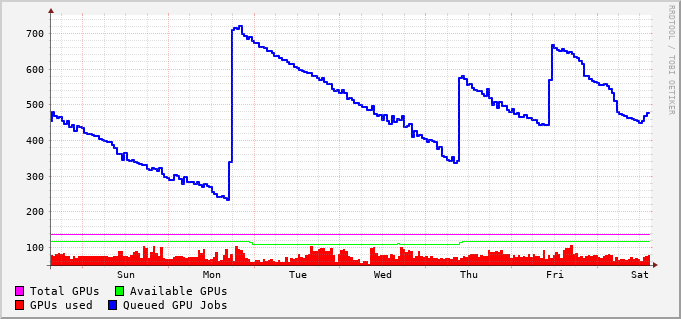 RRDTOOL / TOBI OETIKER
700
600
500
400
300
200
100
Sun Mon Tue Wed Thu Fri Sat
Total GPUs Available GPUs
GPUs used Queued GPU Jobs